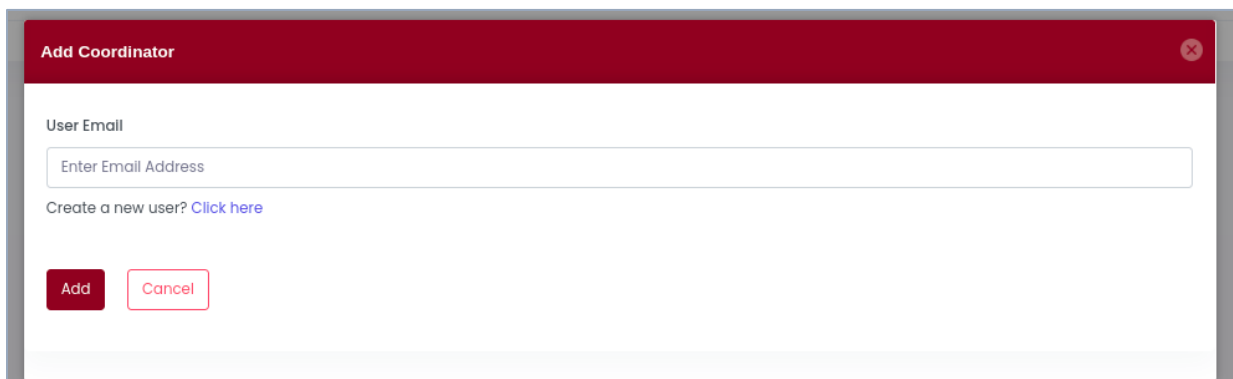 Add Coordinator
User Email
Enter Email Address
Create a new user? Click here
Add Cancel